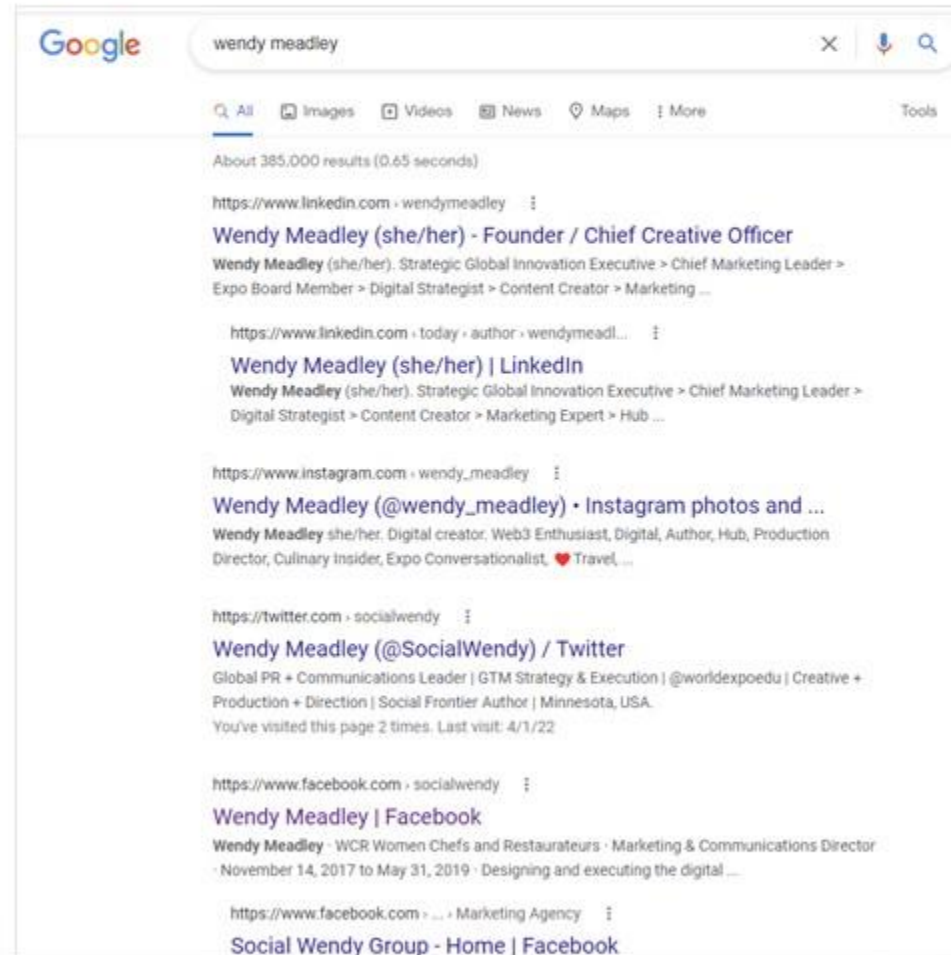 Google
wendy meadley
All Images Videos News Maps More Tools
About 385,000 results (0.65 seconds)
https://www.linkedin.com › wendymeadley
Wendy Meadley (she/her) - Founder / Chief Creative Officer
Wendy Meadley (she/her). Strategic Global Innovation Executive > Chief Marketing Leader >
Expo Board Member > Digital Strategist > Content Creator > Marketing ...
https://www.linkedin.com › today › author › wendymeadl...
Wendy Meadley (she/her) | LinkedIn
Wendy Meadley (she/her). Strategic Global Innovation Executive > Chief Marketing Leader >
Digital Strategist > Content Creator > Marketing Expert > Hub ...
https://www.instagram.com › wendy_meadley
Wendy Meadley (@wendy_meadley) • Instagram photos and ...
Wendy Meadley she/her. Digital creator. Web3 Enthusiast, Digital, Author, Hub, Production
Director, Culinary Insider, Expo Conversationalist, ❤️ Travel, ...
https://twitter.com › socialwendy
Wendy Meadley (@SocialWendy) / Twitter
Global PR + Communications Leader | GTM Strategy & Execution | @worldexpoedu | Creative +
Production + Direction | Social Frontier Author | Minnesota, USA.
You've visited this page 2 times. Last visit: 4/1/22
https://www.facebook.com › socialwendy
Wendy Meadley | Facebook
Wendy Meadley · WCR Women Chefs and Restaurateurs · Marketing & Communications Director
· November 14, 2017 to May 31, 2019 · Designing and executing the digital ...
https://www.facebook.com › ... › Marketing Agency
Social Wendy Group - Home | Facebook